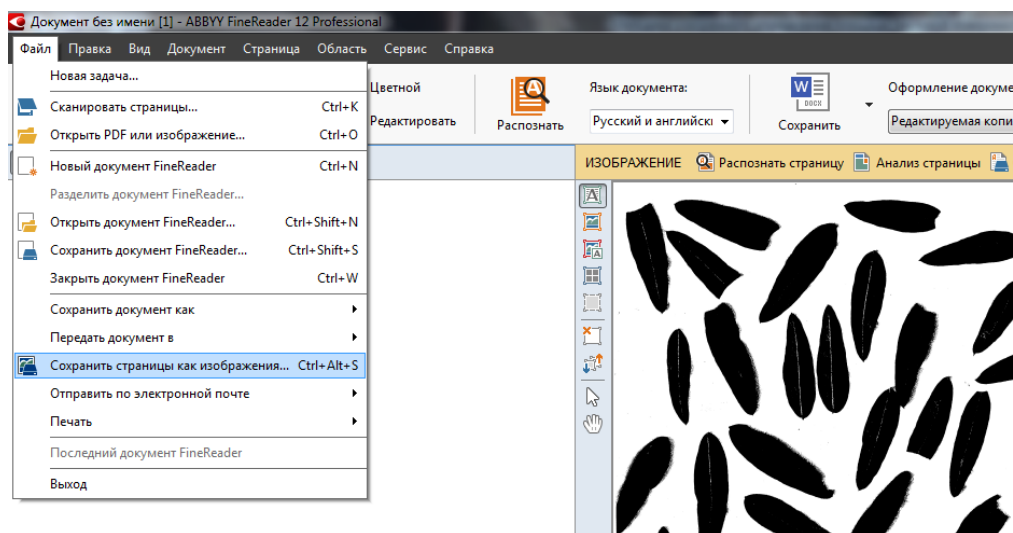 Документ без имени [1] - ABBYY FineReader 12 Professional
Файл Правка Вид Документ Страница Область Сервис Справка
Новая задача...
Сканировать страницы... Ctrl+K
Открыть PDF или изображение... Ctrl+O
Новый документ FineReader Ctrl+N
Разделить документ FineReader...
Открыть документ FineReader... Ctrl+Shift+N
Сохранить документ FineReader... Ctrl+Shift+S
Закрыть документ FineReader Ctrl+W
Сохранить документ как
Передать документ в
Сохранить страницы как изображения... Ctrl+Alt+S
Отправить по электронной почте
Печать
Последний документ FineReader
Выход
Цветной
Редактировать
Распознать
Язык документа:
Русский и английскі
W
DOCX
Сохранить
Оформление докуме
Редактируемая копи
ИЗОБРАЖЕНИЕ Распознать страницу Анализ страницы